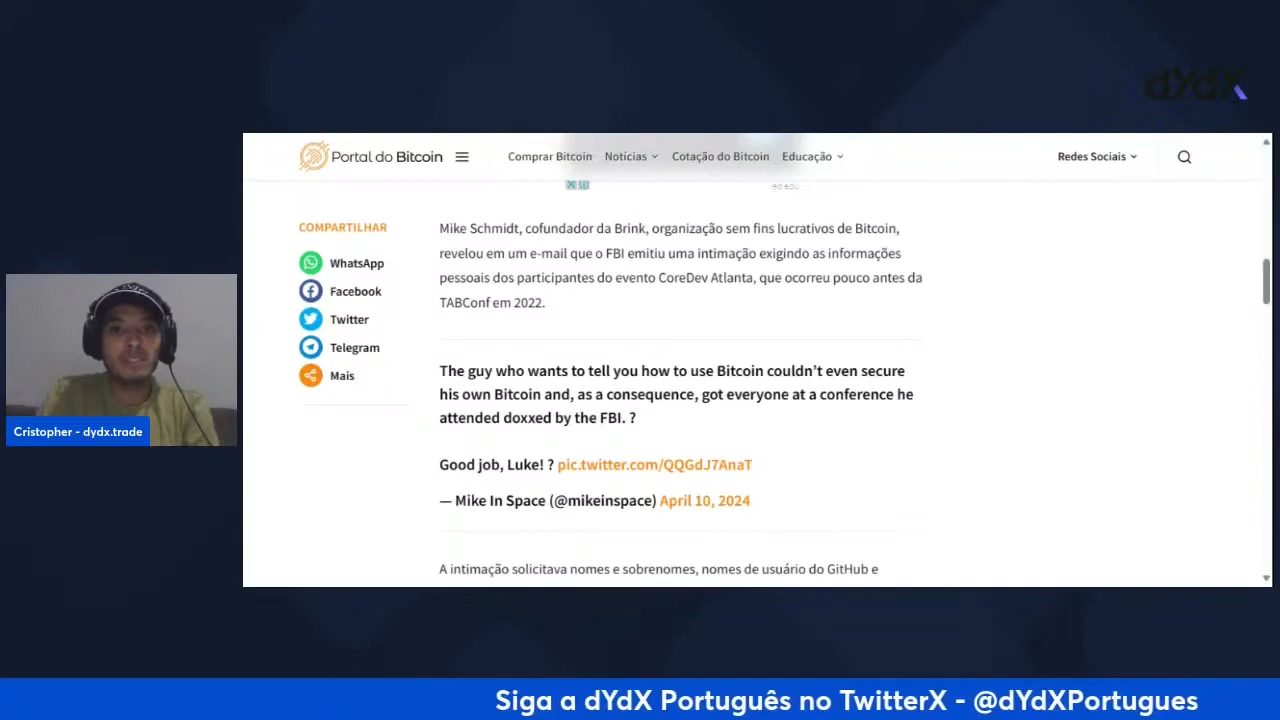 dYdX
Portal do Bitcoin
Comprar Bitcoin
Notícias
Cotação do Bitcoin
Educação
Redes Sociais
ed.edu
COMPARTILHAR
WhatsApp
Facebook
Twitter
Telegram
Mais
Mike Schmidt, cofundador da Brink, organização sem fins lucrativos de Bitcoin,
revelou em um e-mail que o FBI emitiu uma intimação exigindo as informações
pessoais dos participantes do evento CoreDev Atlanta, que ocorreu pouco antes da
TABConf em 2022.
The guy who wants to tell you how to use Bitcoin couldn’t even secure
his own Bitcoin and, as a consequence, got everyone at a conference he
attended doxxed by the FBI. ?
Good job, Luke! ? pic.twitter.com/QQGdJ7AnaT
— Mike In Space (@mikeinspace) April 10, 2024
A intimação solicitava nomes e sobrenomes, nomes de usuário do GitHub e
Cristopher - dydx.trade
Siga a dYdX Português no TwitterX - @dYdXPortugues